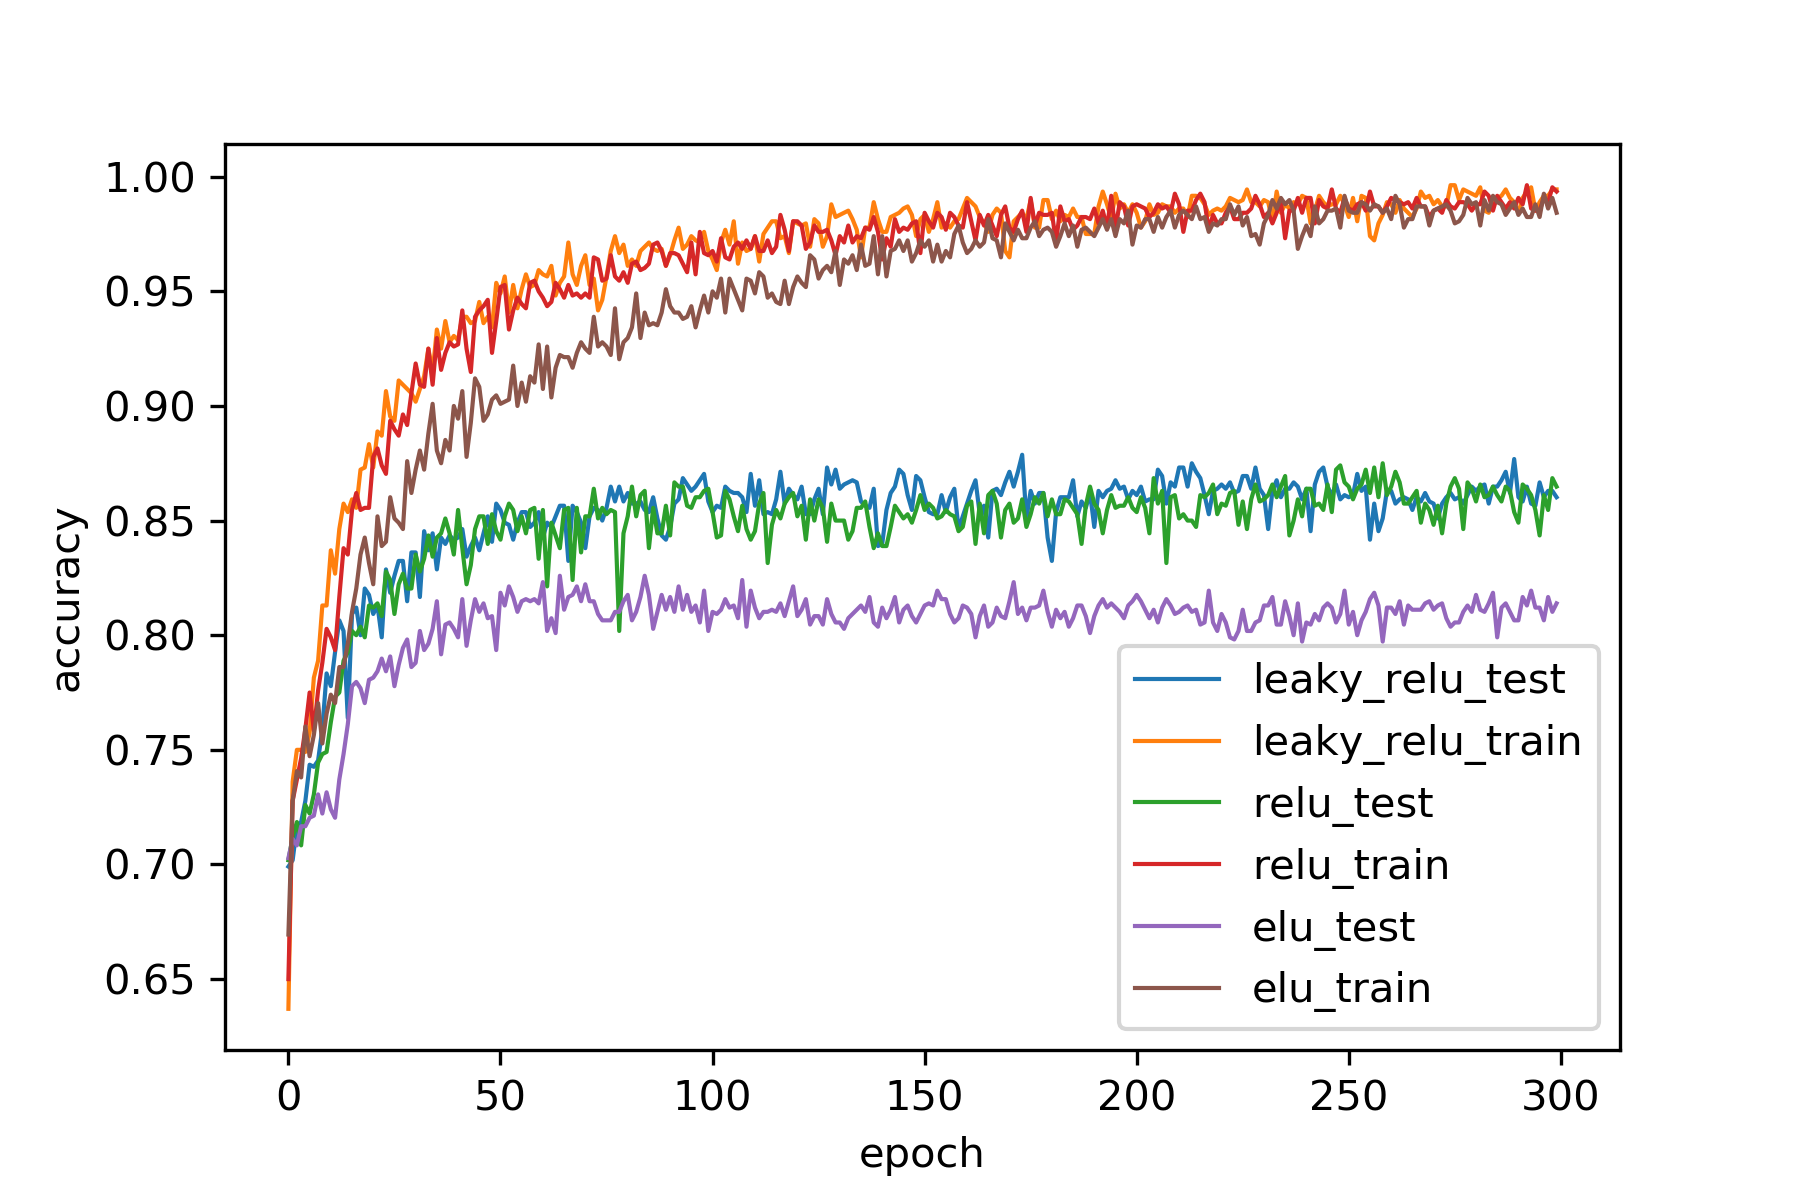 1.00
0.95
0.90
0.85
0.80
0.75
0.70
0.65
accuracy
leaky_relu_test
leaky_relu_train
relu_test
relu_train
elu_test
elu_train
0 50 100 150 200 250 300
epoch